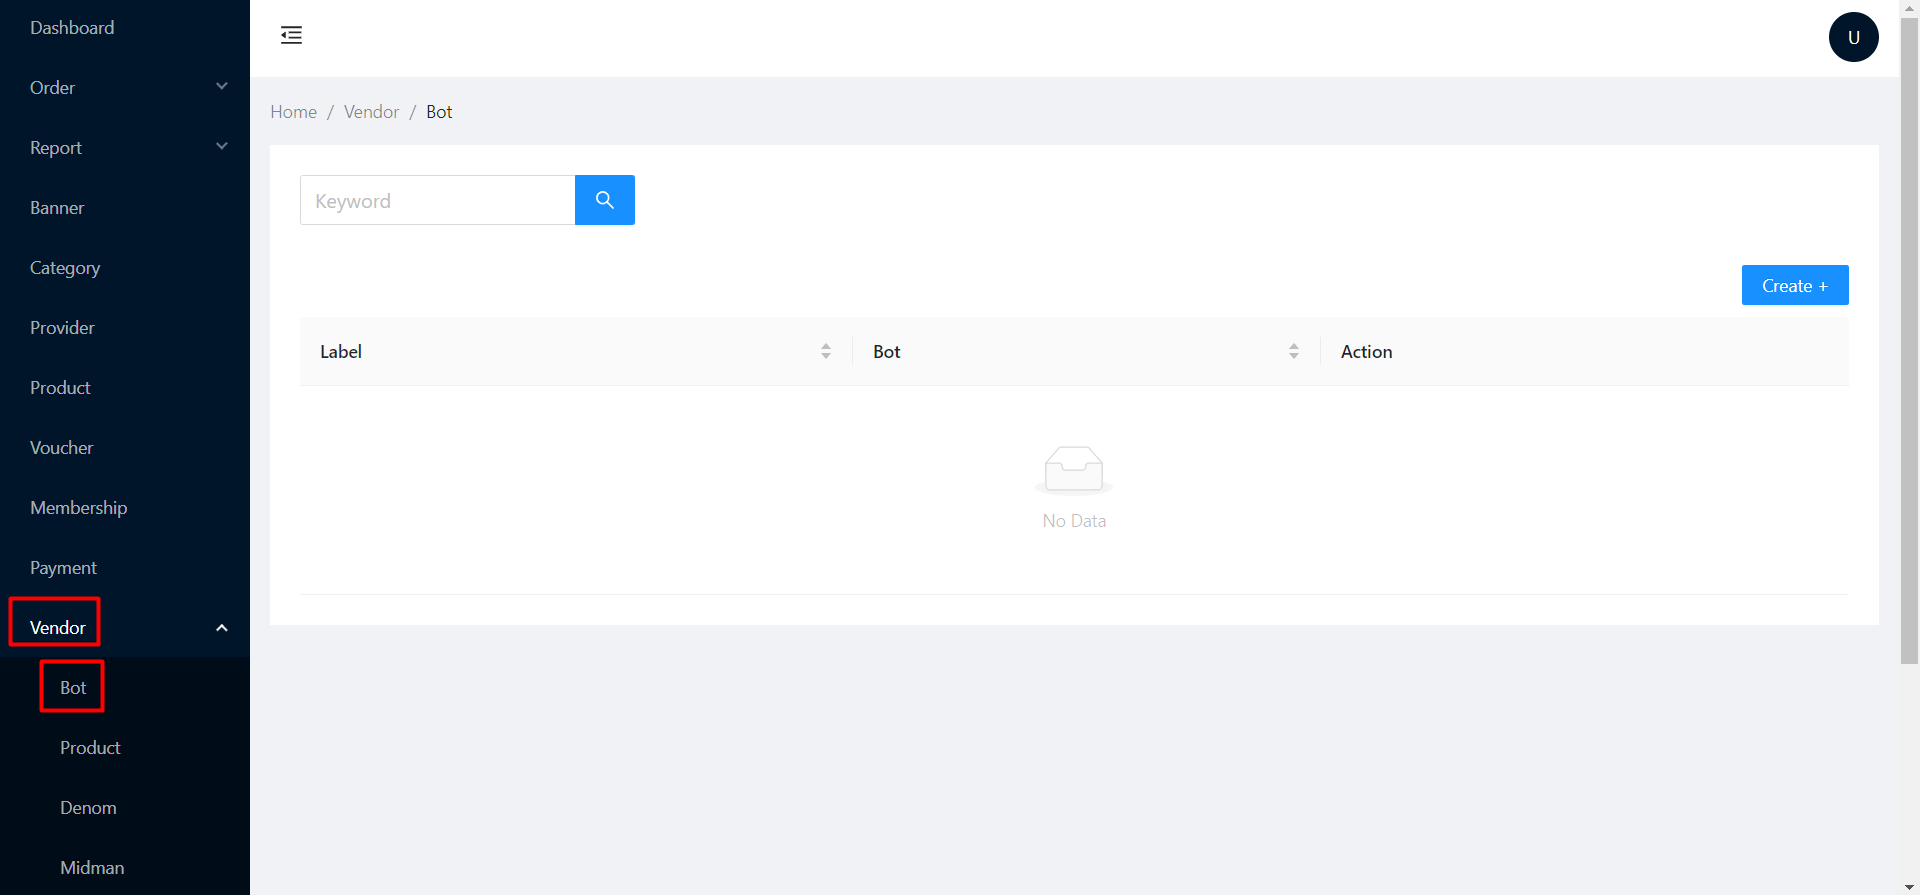 Dashboard
Order
Report
Banner
Category
Provider
Product
Voucher
Membership
Payment
Vendor
Bot
Product
Denom
Midman
U
Home / Vendor / Bot
Keyword
Create +
Label Bot Action
No Data